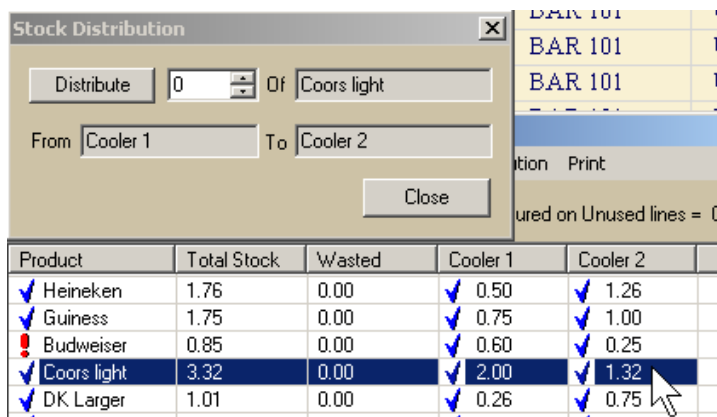 Stock Distribution
Distribute 0 Of Coors light
From Cooler 1 To Cooler 2
Close
BAR 101
BAR 101
BAR 101
Print
ured on Unused lines =
Product Total Stock Wasted Cooler 1 Cooler 2
Heineken 1.76 0.00 0.50 1.26
Guiness 1.75 0.00 0.75 1.00
Budweiser 0.85 0.00 0.60 0.25
Coors light 3.32 0.00 2.00 1.32
DK Larger 1.01 0.00 0.26 0.75